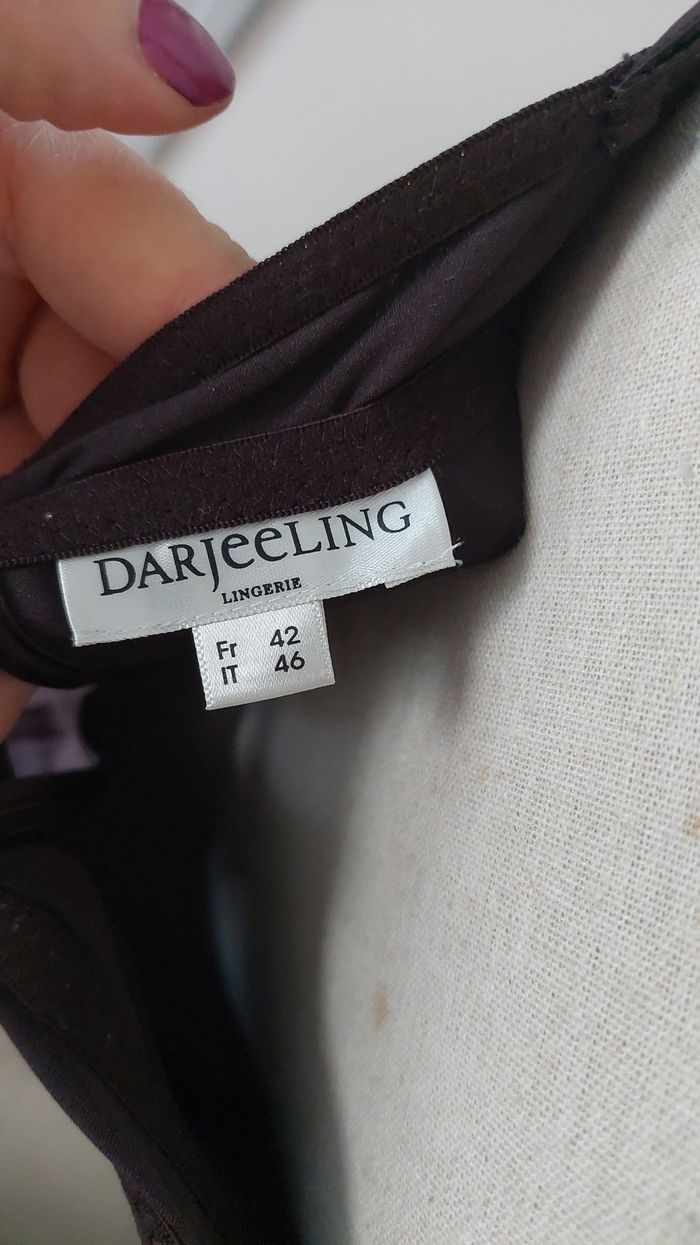 DARJeeLING
LINGERIE
Fr 42
IT 46